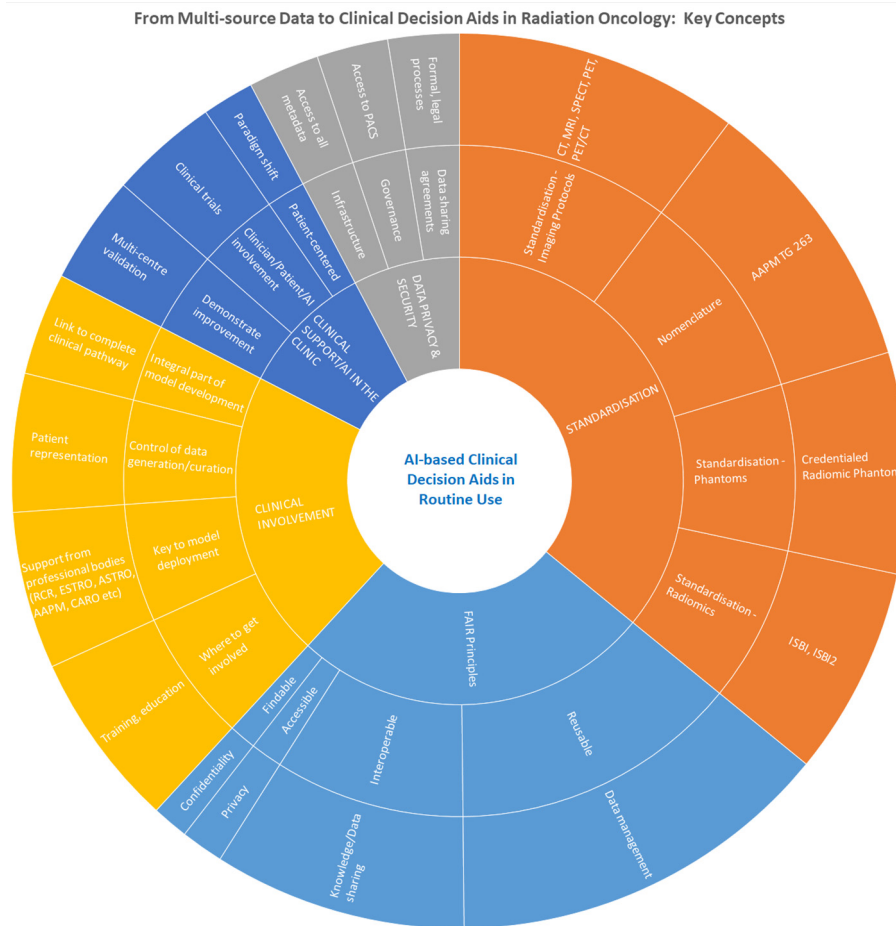 From Multi-source Data to Clinical Decision Aids in Radiation Oncology: Key Concepts
AI-based Clinical
Decision Aids in
Routine Use
STANDARDISATION
Standardisation -
Imaging Protocols
CT, MRI, SPECT, PET,
PET/CT
Nomenclature
AAPM TG 263
Standardisation -
Phantoms
Credentialed
Radiomic Phantom
Standardisation -
Radiomics
ISBI, ISBI2
FAIR Principles
Reusable
Data management
Interoperable
Knowledge/Data
sharing
Accessible
Privacy
Findable
Confidentiality
CLINICAL
INVOLVEMENT
Where to get
involved
Training, education
Key to model
deployment
Support from
professional bodies
(RCR, ESTRO, ASTRO,
AAPM, CARO etc)
Control of data
generation/curation
Patient
representation
Integral part of
model development
Link to complete
clinical pathway
CLINICAL
SUPPORT/AI IN THE
CLINIC
Demonstrate
improvement
Multi-centre
validation
Clinician/Patient/AI
involvement
Clinical trials
Patient-centered
Paradigm shift
DATA PRIVACY &
SECURITY
Infrastructure
Access to all
metadata
Governance
Access to PACS
Data sharing
agreements
Formal, legal
processes